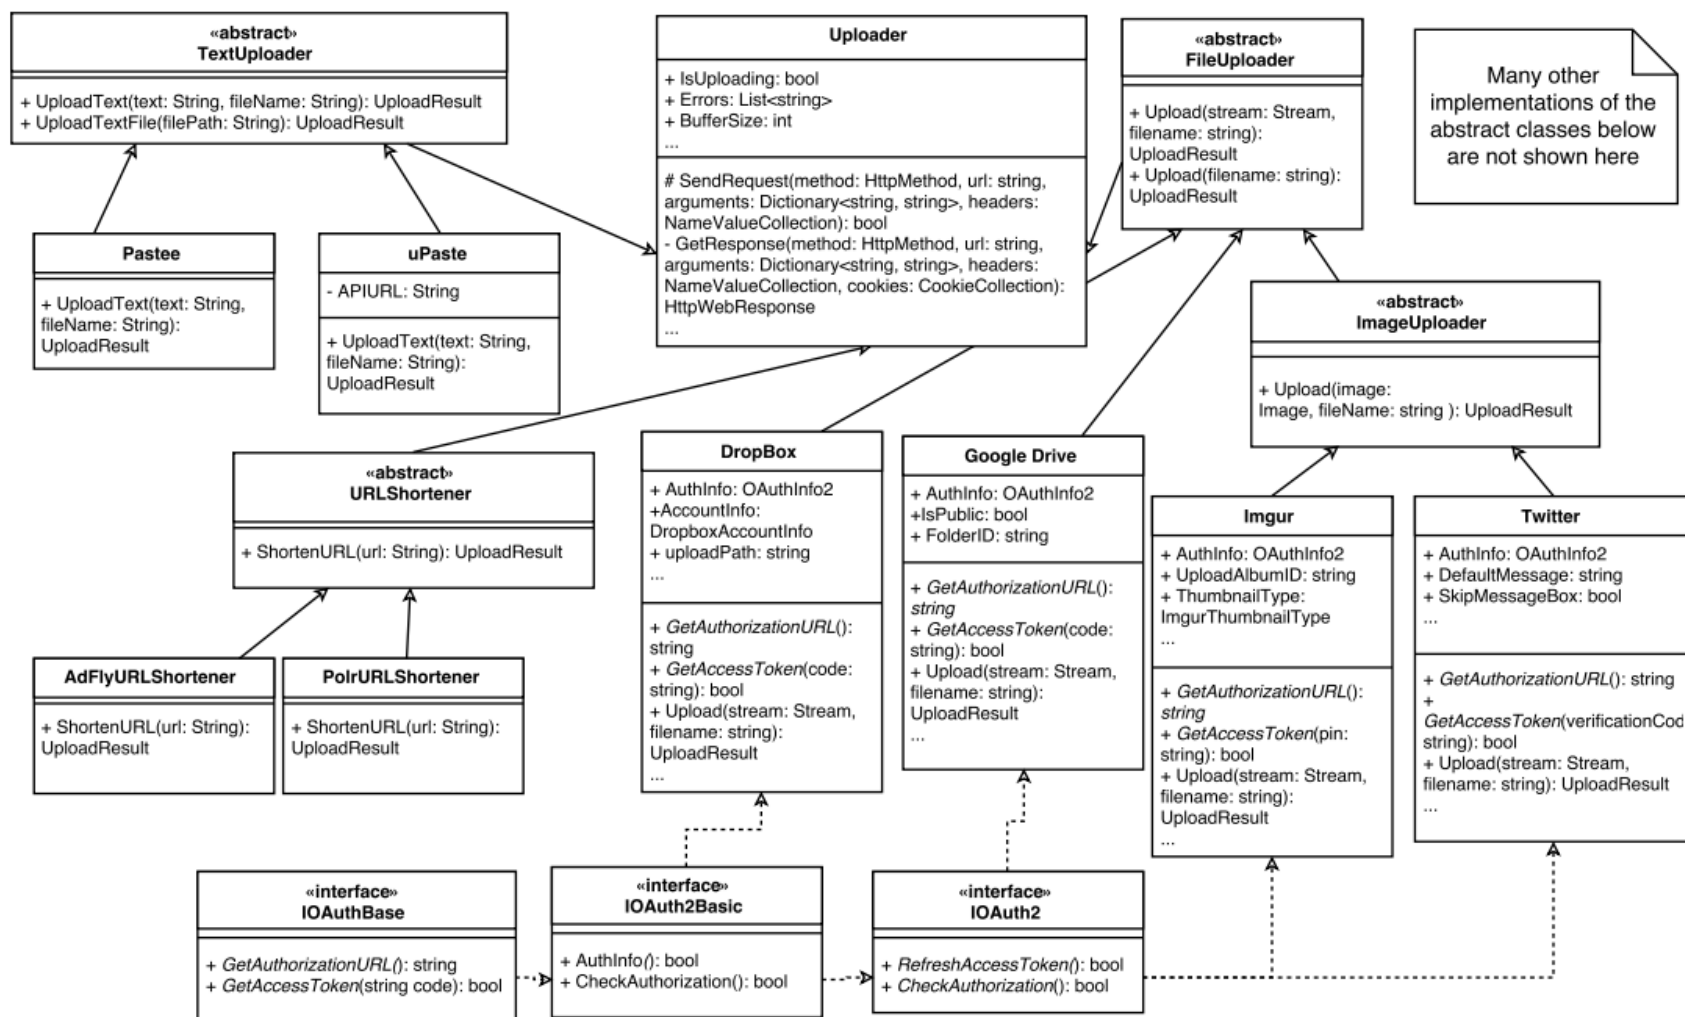 «abstract»
TextUploader
+ UploadText(text: String, fileName: String): UploadResult
+ UploadTextFile(filePath: String): UploadResult
Uploader
+ IsUploading: bool
+ Errors: List<string>
+ BufferSize: int
...
# SendRequest(method: HttpMethod, url: string,
arguments: Dictionary<string, string>, headers:
NameValueCollection): bool
- GetResponse(method: HttpMethod, url: string,
arguments: Dictionary<string, string>, headers:
NameValueCollection, cookies: CookieCollection):
HttpWebResponse
...
«abstract»
FileUploader
+ Upload(stream: Stream,
filename: string):
UploadResult
+ Upload(filename: string):
UploadResult
Many other
implementations of the
abstract classes below
are not shown here
Pastee
+ UploadText(text: String,
fileName: String):
UploadResult
uPaste
- APIURL: String
+ UploadText(text: String,
fileName: String):
UploadResult
«abstract»
ImageUploader
+ Upload(image:
Image, fileName: string ): UploadResult
«abstract»
URLShortener
+ ShortenURL(url: String): UploadResult
DropBox
+ AuthInfo: OAuthInfo2
+AccountInfo:
DropboxAccountInfo
+ uploadPath: string
...
+ GetAuthorizationURL():
string
+ GetAccessToken(code:
string): bool
+ Upload(stream: Stream,
filename: string):
UploadResult
...
Google Drive
+ AuthInfo: OAuthInfo2
+IsPublic: bool
+ FolderID: string
+ GetAuthorizationURL():
string
+ GetAccessToken(code:
string): bool
+ Upload(stream: Stream,
filename: string):
UploadResult
...
Imgur
+ AuthInfo: OAuthInfo2
+ UploadAlbumID: string
+ ThumbnailType:
ImgurThumbnailType
...
+ GetAuthorizationURL():
string
+ GetAccessToken(pin:
string): bool
+ Upload(stream: Stream,
filename: string):
UploadResult
...
Twitter
+ AuthInfo: OAuthInfo2
+ DefaultMessage: string
+ SkipMessageBox: bool
...
+ GetAuthorizationURL(): string
+
GetAccessToken(verificationCod
string): bool
+ Upload(stream: Stream,
filename: string): UploadResult
...
AdFlyURLShortener
+ ShortenURL(url: String):
UploadResult
PolrURLShortener
+ ShortenURL(url: String):
UploadResult
«interface»
IOAuthBase
+ GetAuthorizationURL(): string
+ GetAccessToken(string code): bool
«interface»
IOAuth2Basic
+ AuthInfo(): bool
+ CheckAuthorization(): bool
«interface»
IOAuth2
+ RefreshAccessToken(): bool
+ CheckAuthorization(): bool